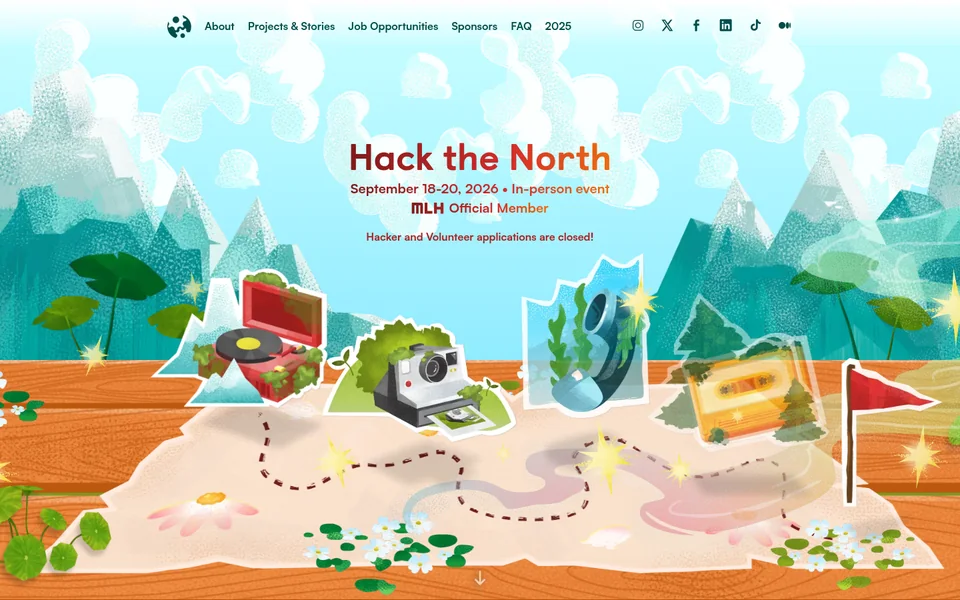 About Projects & Stories Job Opportunities Sponsors FAQ 2025
Hack the North
September 18-20, 2026 • In-person event
MLH Official Member
Hacker and Volunteer applications are closed!